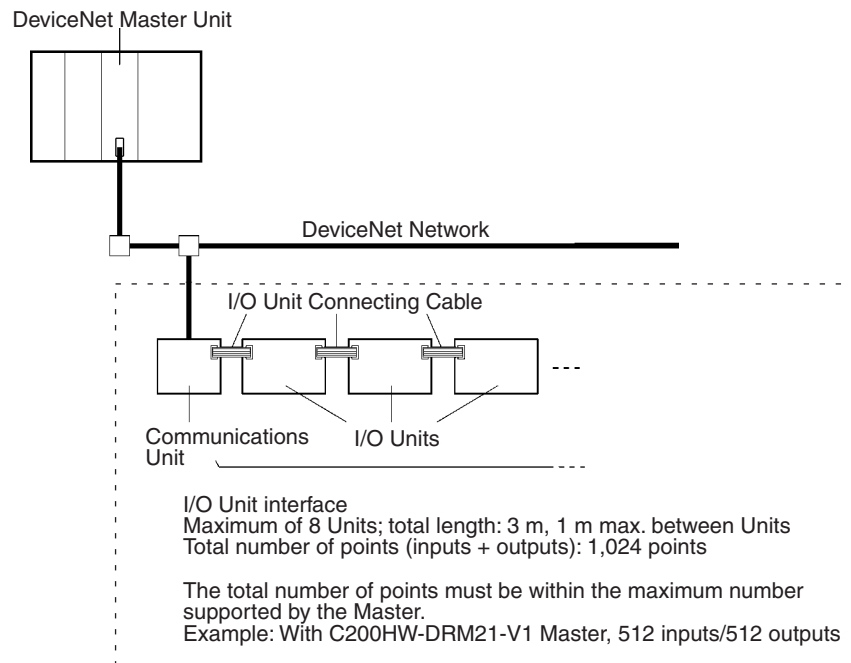 DeviceNet Master Unit
DeviceNet Network
I/O Unit Connecting Cable
Communications
Unit
I/O Units
I/O Unit interface
Maximum of 8 Units; total length: 3 m, 1 m max. between Units
Total number of points (inputs + outputs): 1,024 points
The total number of points must be within the maximum number
supported by the Master.
Example: With C200HW-DRM21-V1 Master, 512 inputs/512 outputs